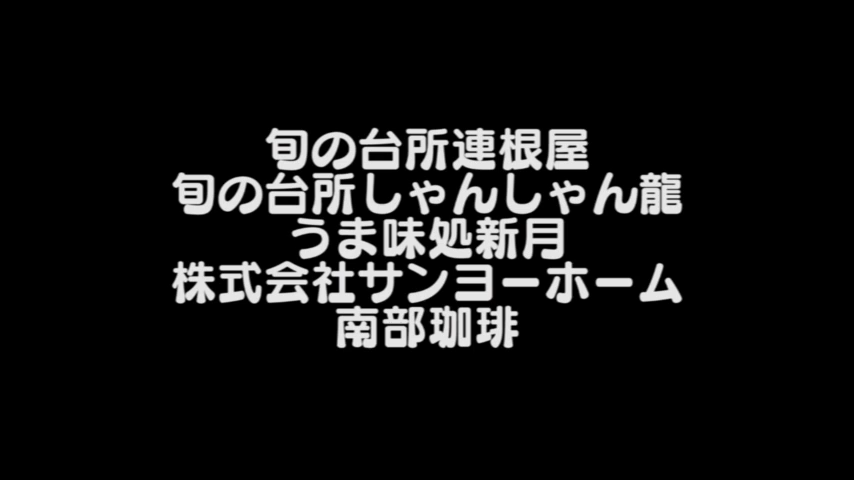 旬の台所連根屋
旬の台所しゃんしゃん龍
うま味処新月
株式会社サンヨーホーム
南部珈琲